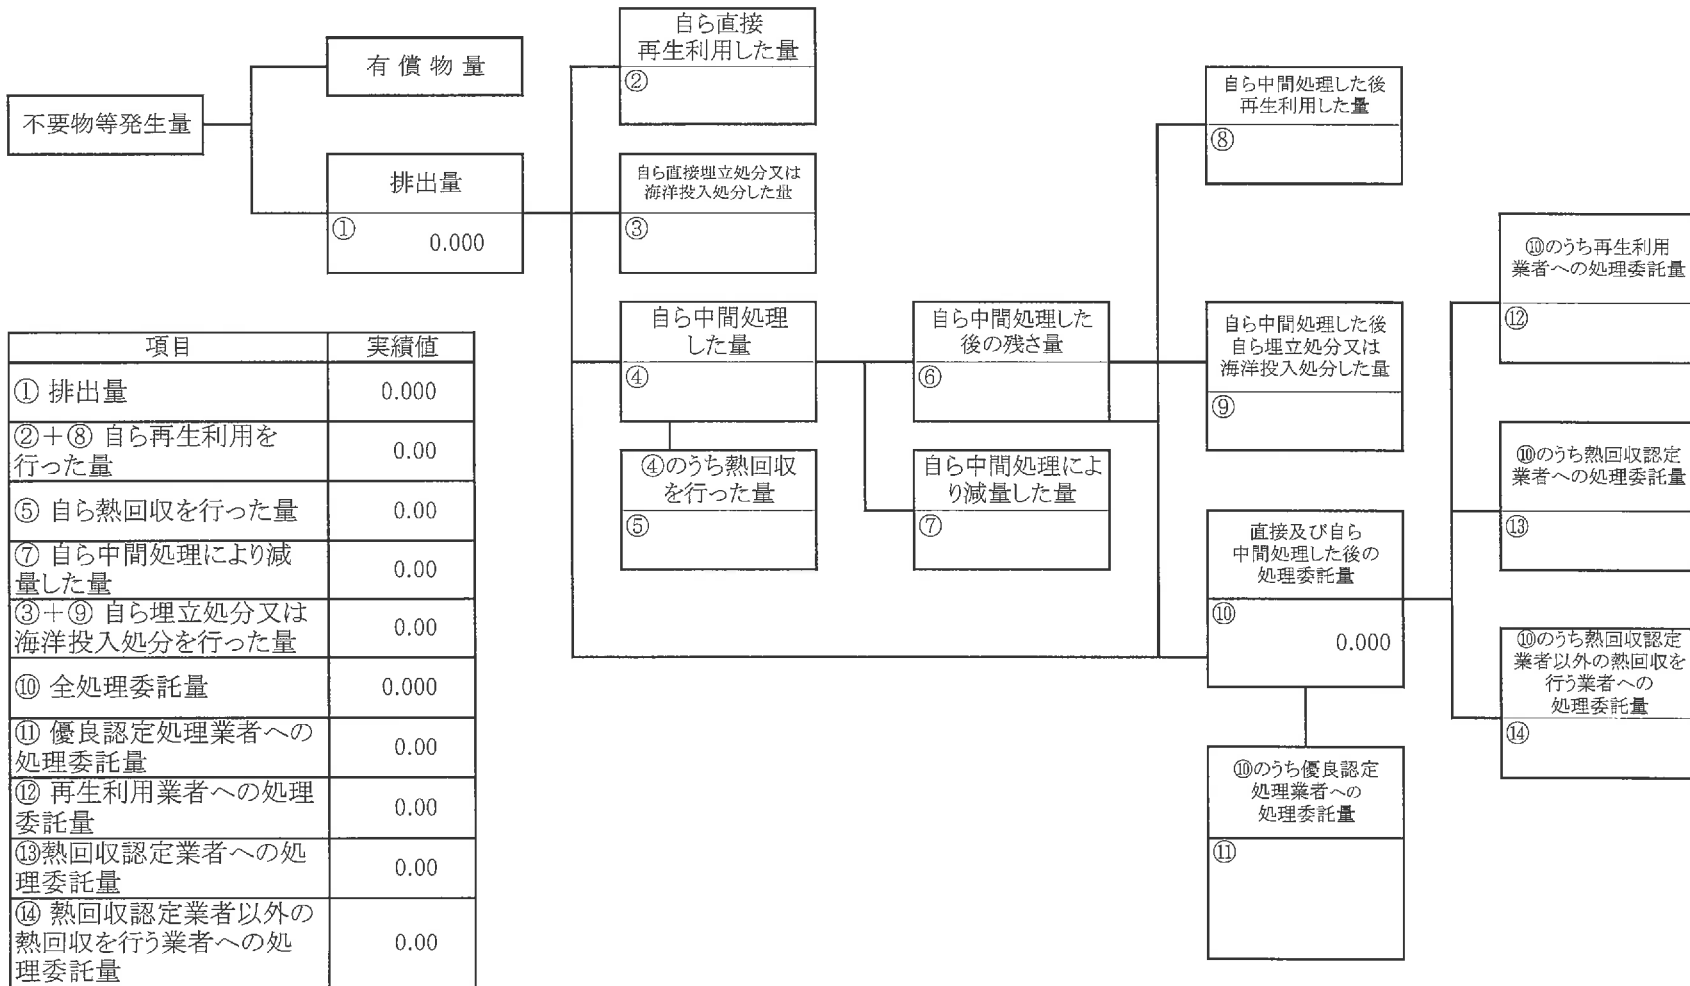 不要物等発生量
有償物量
排出量
①
0.000
自ら直接
再生利用した量
②
自ら直接埋立処分又は
海洋投入処分した量
③
自ら中間処理
した量
④
④のうち熱回収
を行った量
⑤
自ら中間処理した
後の残さ量
⑥
自ら中間処理によ
り減量した量
⑦
自ら中間処理した後
再生利用した量
⑧
自ら中間処理した後
自ら埋立処分又は
海洋投入処分した量
⑨
直接及び自ら
中間処理した後の
処理委託量
⑩
0.000
⑩のうち優良認定
処理業者への
処理委託量
⑪
⑩のうち再生利用
業者への処理委託量
⑫
⑩のうち熱回収認定
業者への処理委託量
⑬
⑩のうち熱回収認定
業者以外の熱回収を
行う業者への
処理委託量
⑭
項目 実績値
① 排出量 0.000
②+⑧ 自ら再生利用を
行った量 0.00
⑤ 自ら熱回収を行った量 0.00
⑦ 自ら中間処理により減
量した量 0.00
③+⑨ 自ら埋立処分又は
海洋投入処分を行った量 0.00
⑩ 全処理委託量 0.000
⑪ 優良認定処理業者への
処理委託量 0.00
⑫ 再生利用業者への処理
委託量 0.00
⑬熱回収認定業者への処
理委託量 0.00
⑭ 熱回収認定業者以外の
熱回収を行う業者への処
理委託量 0.00